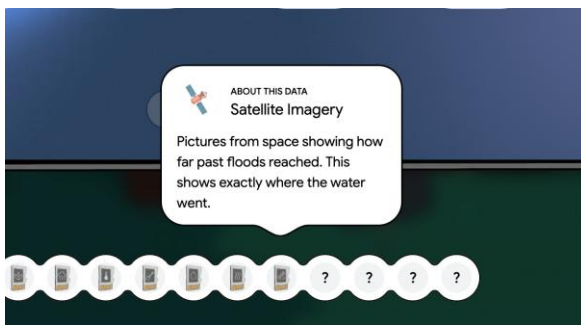 ABOUT THIS DATA
Satellite Imagery
Pictures from space showing how
far past floods reached. This
shows exactly where the water
went.
? ? ? ?